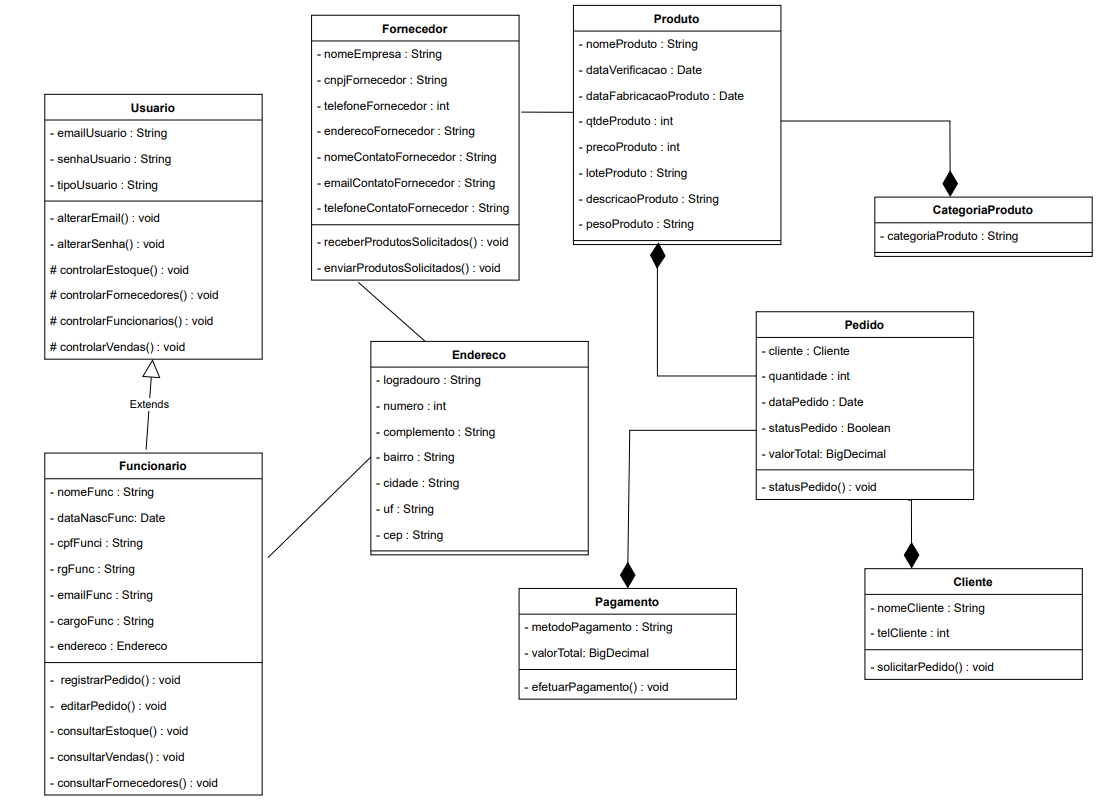 Usuario
- emailUsuario : String
- senhaUsuario : String
- tipoUsuario : String
- alterarEmail() : void
- alterarSenha() : void
# controlarEstoque() : void
# controlarFornecedores() : void
# controlarFuncionarios() : void
# controlarVendas() : void
Extends
Funcionario
- nomeFunc : String
- dataNascFunc: Date
- cpfFunci : String
- rgFunc : String
- emailFunc : String
- cargoFunc : String
- endereco : Endereco
- registrarPedido() : void
- editarPedido() : void
- consultarEstoque() : void
- consultarVendas() : void
- consultarFornecedores() : void
Fornecedor
- nomeEmpresa : String
- cnpjFornecedor : String
- telefoneFornecedor : int
- enderecoFornecedor : String
- nomeContatoFornecedor : String
- emailContatoFornecedor : String
- telefoneContatoFornecedor : String
- receberProdutosSolicitados() : void
- enviarProdutosSolicitados() : void
Endereco
- logradouro : String
- numero : int
- complemento : String
- bairro : String
- cidade : String
- uf : String
- cep : String
Produto
- nomeProduto : String
- dataVerificacao : Date
- dataFabricacaoProduto : Date
- qtdeProduto : int
- precoProduto : int
- loteProduto : String
- descricaoProduto : String
- pesoProduto : String
CategoriaProduto
- categoriaProduto : String
Pedido
- cliente : Cliente
- quantidade : int
- dataPedido : Date
- statusPedido : Boolean
- valorTotal: BigDecimal
- statusPedido() : void
Pagamento
- metodoPagamento : String
- valorTotal: BigDecimal
- efetuarPagamento() : void
Cliente
- nomeCliente : String
- telCliente : int
- solicitarPedido() : void